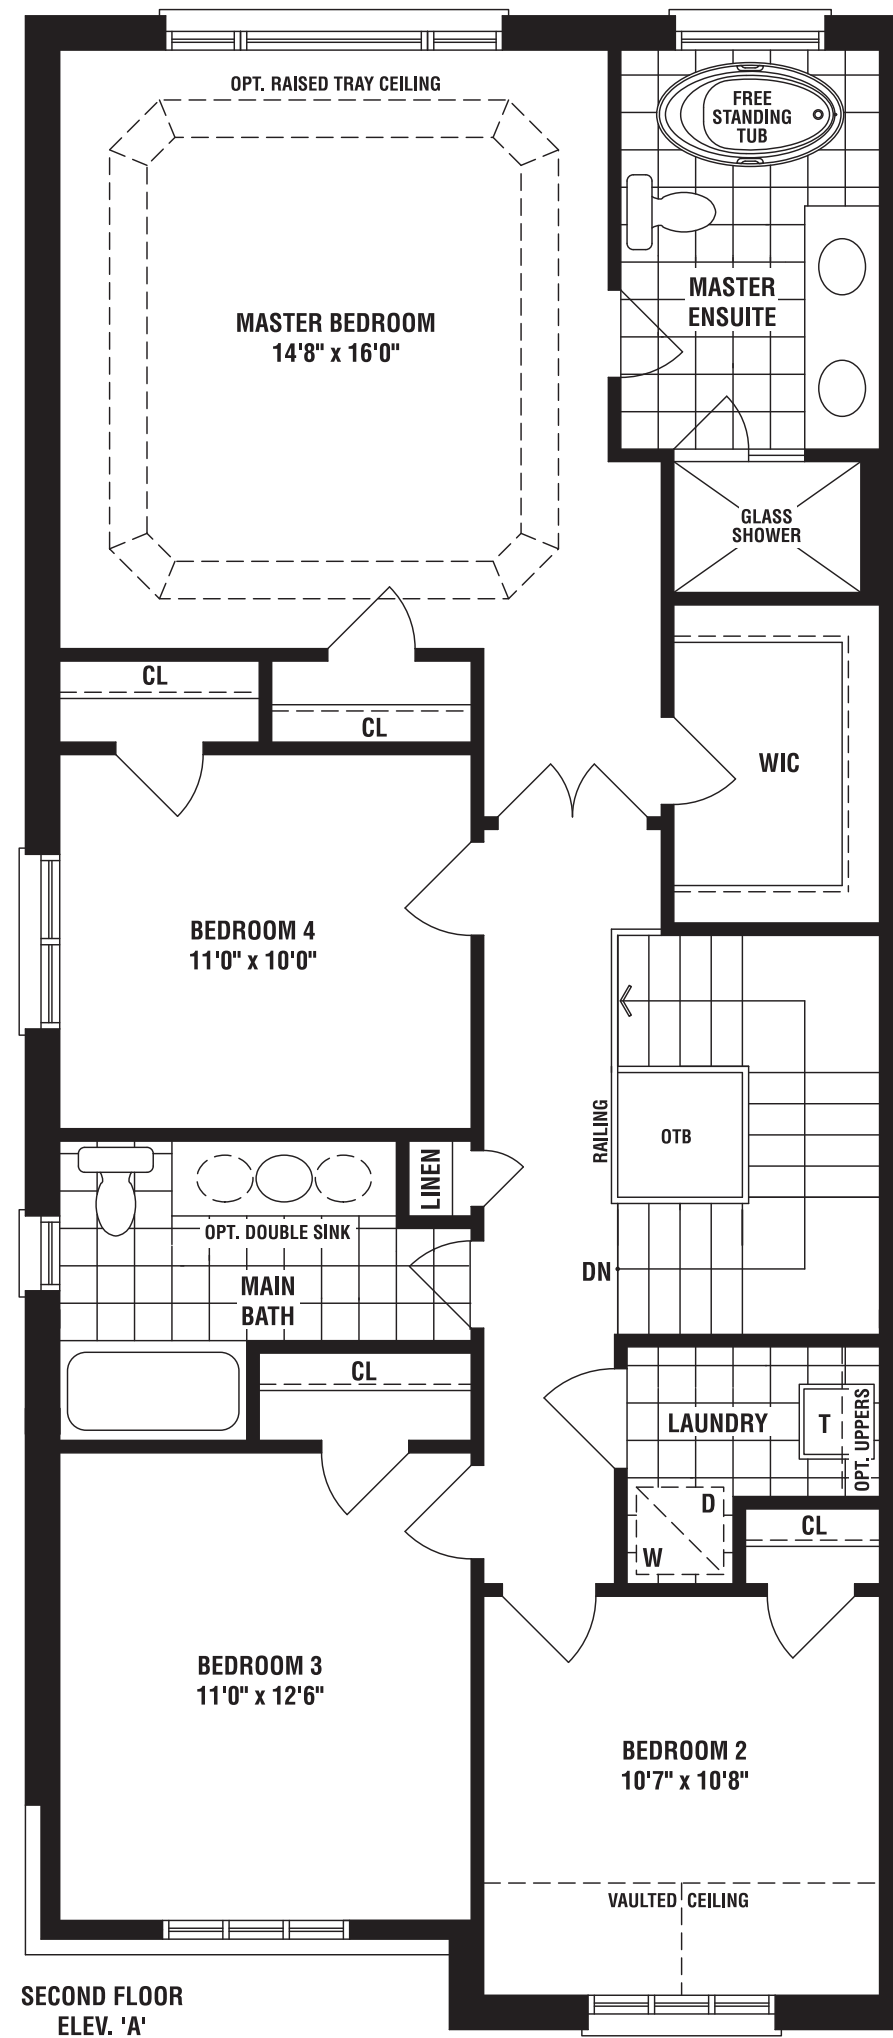 OPT. RAISED TRAY CEILING
FREE
STANDING
TUB
MASTER
ENSUITE
MASTER BEDROOM
14'8" x 16'0"
GLASS
SHOWER
CL
CL
WIC
BEDROOM 4
11'0" x 10'0"
RAILING
OTB
LINEN
OPT. DOUBLE SINK
MAIN
BATH
DN
CL
LAUNDRY
T
OPT. UPPERS
D
W
CL
BEDROOM 3
11'0" x 12'6"
BEDROOM 2
10'7" x 10'8"
VAULTED CEILING
SECOND FLOOR
ELEV. 'A'